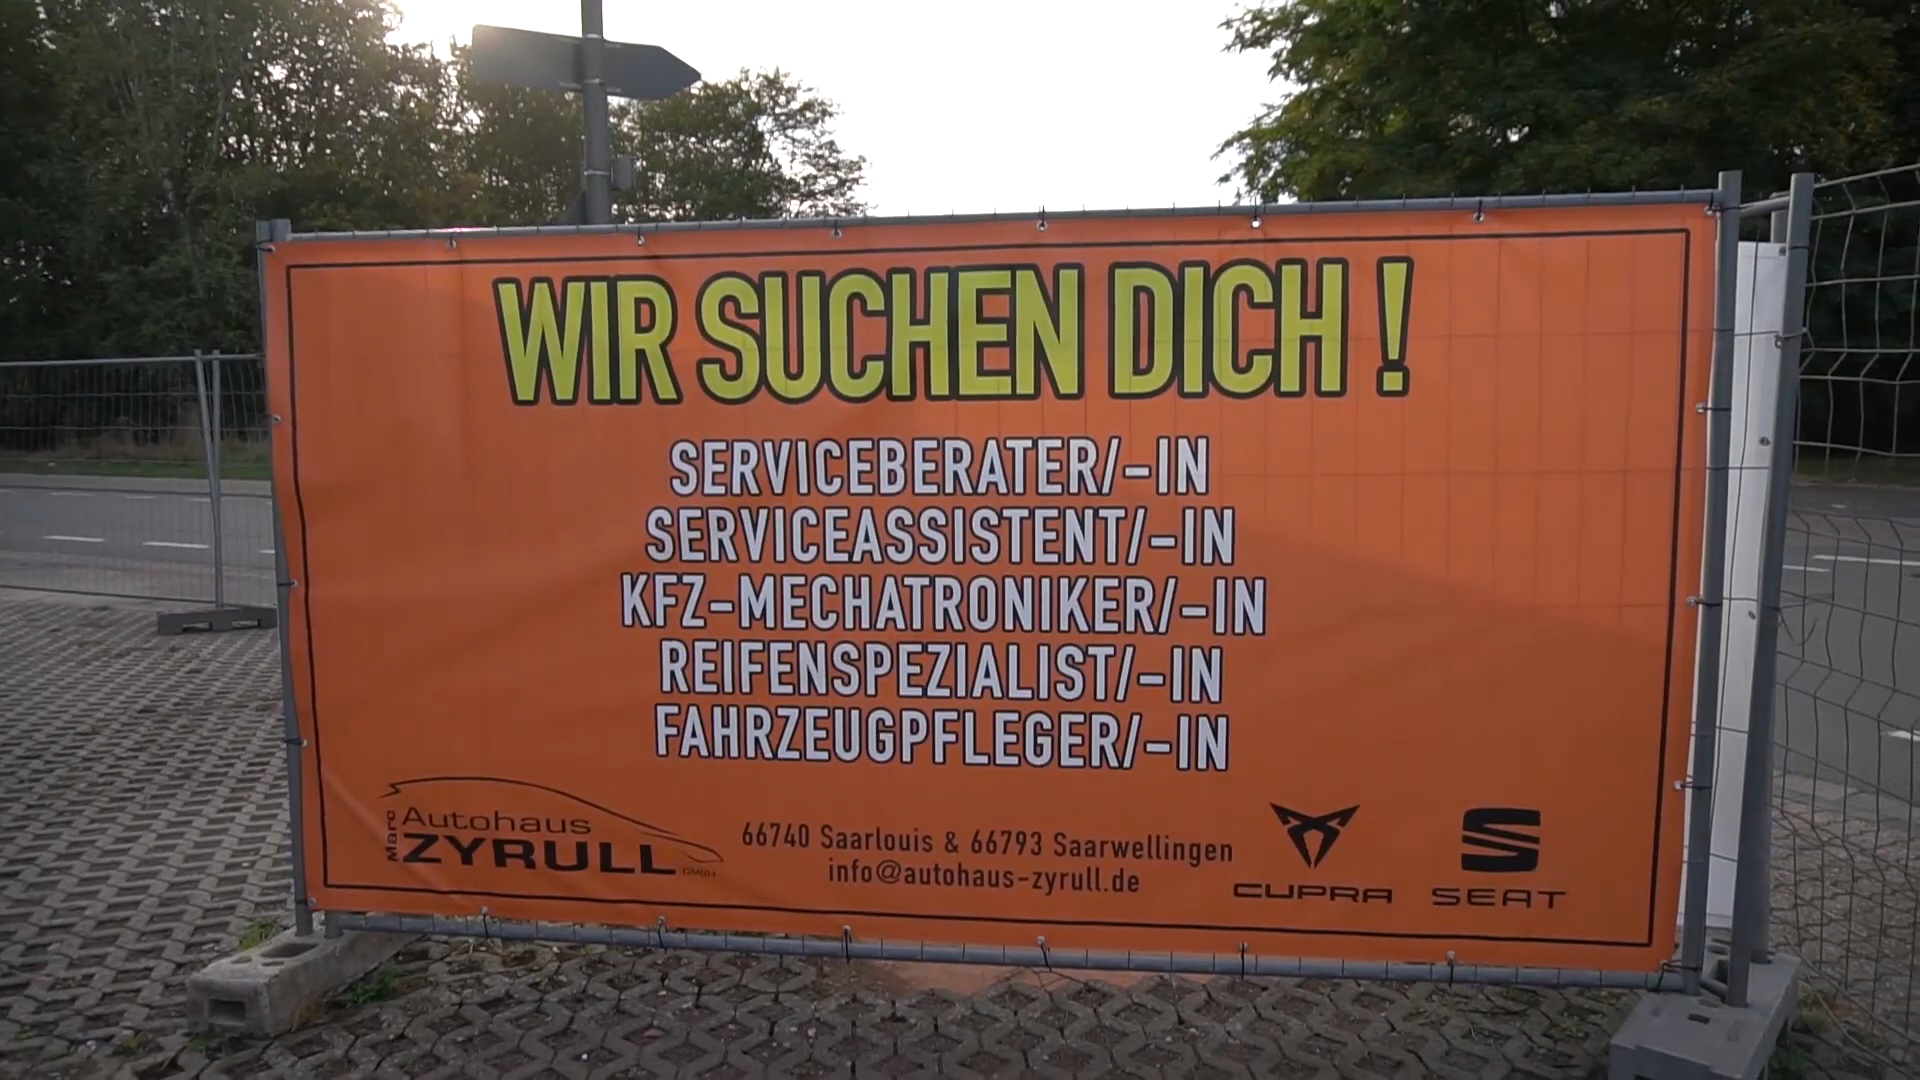 WIR SUCHEN DICH !
SERVICEBERATER/-IN
SERVICEASSISTENT/-IN
KFZ-MECHATRONIKER/-IN
REIFENSPEZIALIST/-IN
FAHRZEUGPFLEGER/-IN
Marc Autohaus
ZYRULL GMBH
66740 Saarlouis & 66793 Saarwellingen
info@autohaus-zyrull.de
CUPRA
SEAT